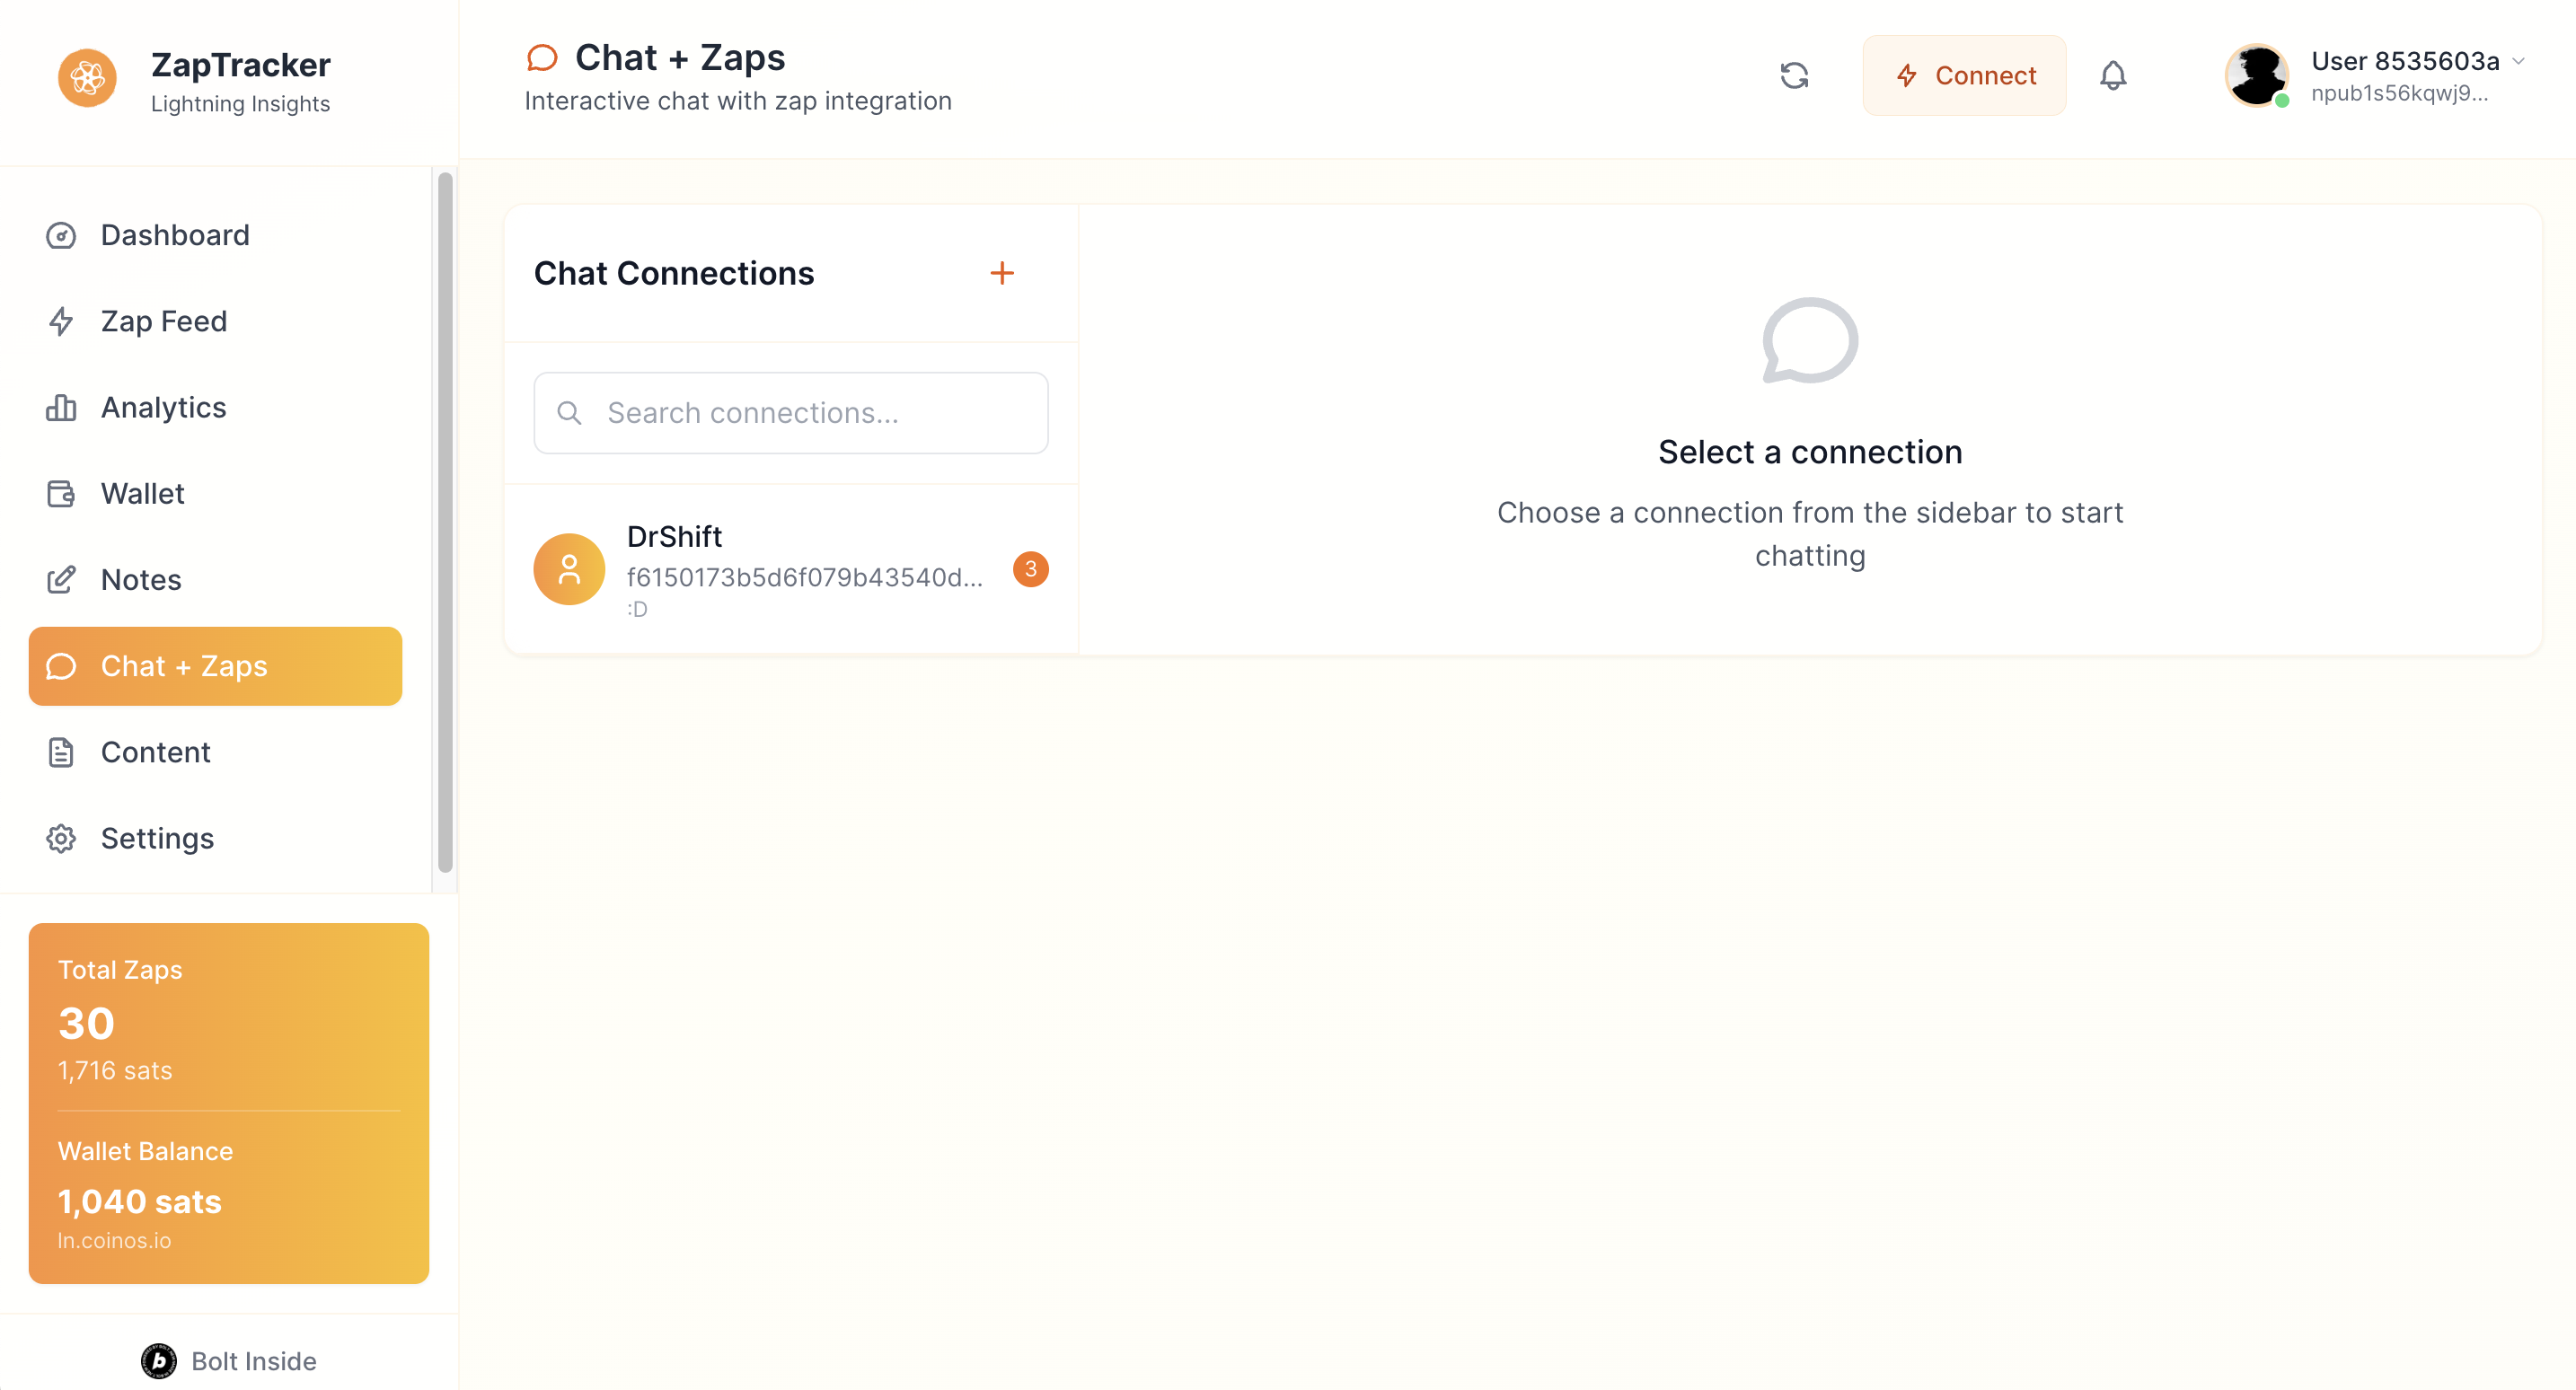 ZapTracker
Lightning Insights
Dashboard
Zap Feed
Analytics
Wallet
Notes
Chat + Zaps
Content
Settings
Total Zaps
30
1,716 sats
Wallet Balance
1,040 sats
ln.coinos.io
b
Bolt Inside
Chat + Zaps
Interactive chat with zap integration
Connect
User 8535603a
npub1s56kqwj9...
Chat Connections
Search connections...
DrShift
f6150173b5d6f079b43540d...
:D
3
Select a connection
Choose a connection from the sidebar to start
chatting